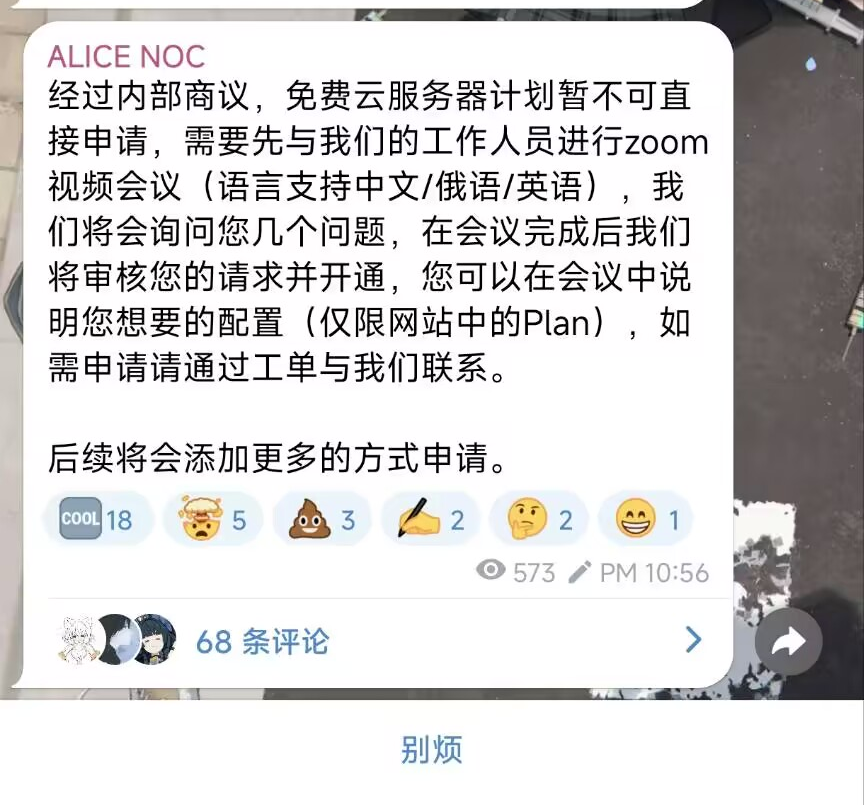 ALICE NOC
经过内部商议，免费云服务器计划暂不可直
接申请，需要先与我们的工作人员进行zoom
视频会议（语言支持中文/俄语/英语），我
们将会询问您几个问题，在会议完成后我们
将审核您的请求并开通，您可以在会议中说
明您想要的配置（仅限网站中的Plan），如
需申请请通过工单与我们联系。
后续将会添加更多的方式申请。
COOL 18 5 3 2 2 1
573 PM 10:56
68 条评论
别烦